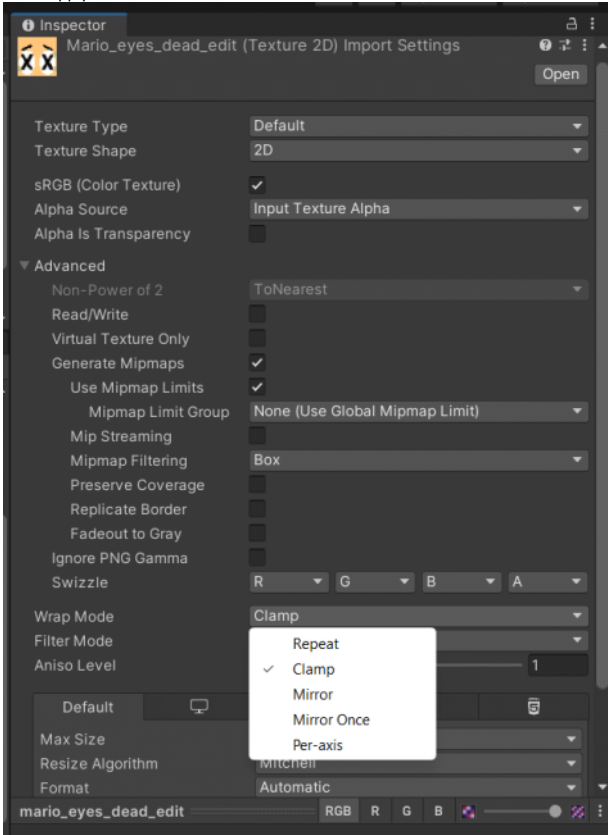 Inspector
Mario_eyes_dead_edit (Texture 2D) Import Settings
Open
Texture Type Default
Texture Shape 2D
sRGB (Color Texture)
Alpha Source Input Texture Alpha
Alpha Is Transparency
Advanced
Non-Power of 2 ToNearest
Read/Write
Virtual Texture Only
Generate Mipmaps
Use Mipmap Limits
Mipmap Limit Group None (Use Global Mipmap Limit)
Mip Streaming
Mipmap Filtering Box
Preserve Coverage
Replicate Border
Fadeout to Gray
Ignore PNG Gamma
Swizzle R G B A
Wrap Mode Clamp
Filter Mode
Repeat
Aniso Level 1
Clamp
Mirror
Default
Mirror Once
Max Size
Per-axis
Resize Algorithm Mitchell
Format Automatic
mario_eyes_dead_edit RGB R G B